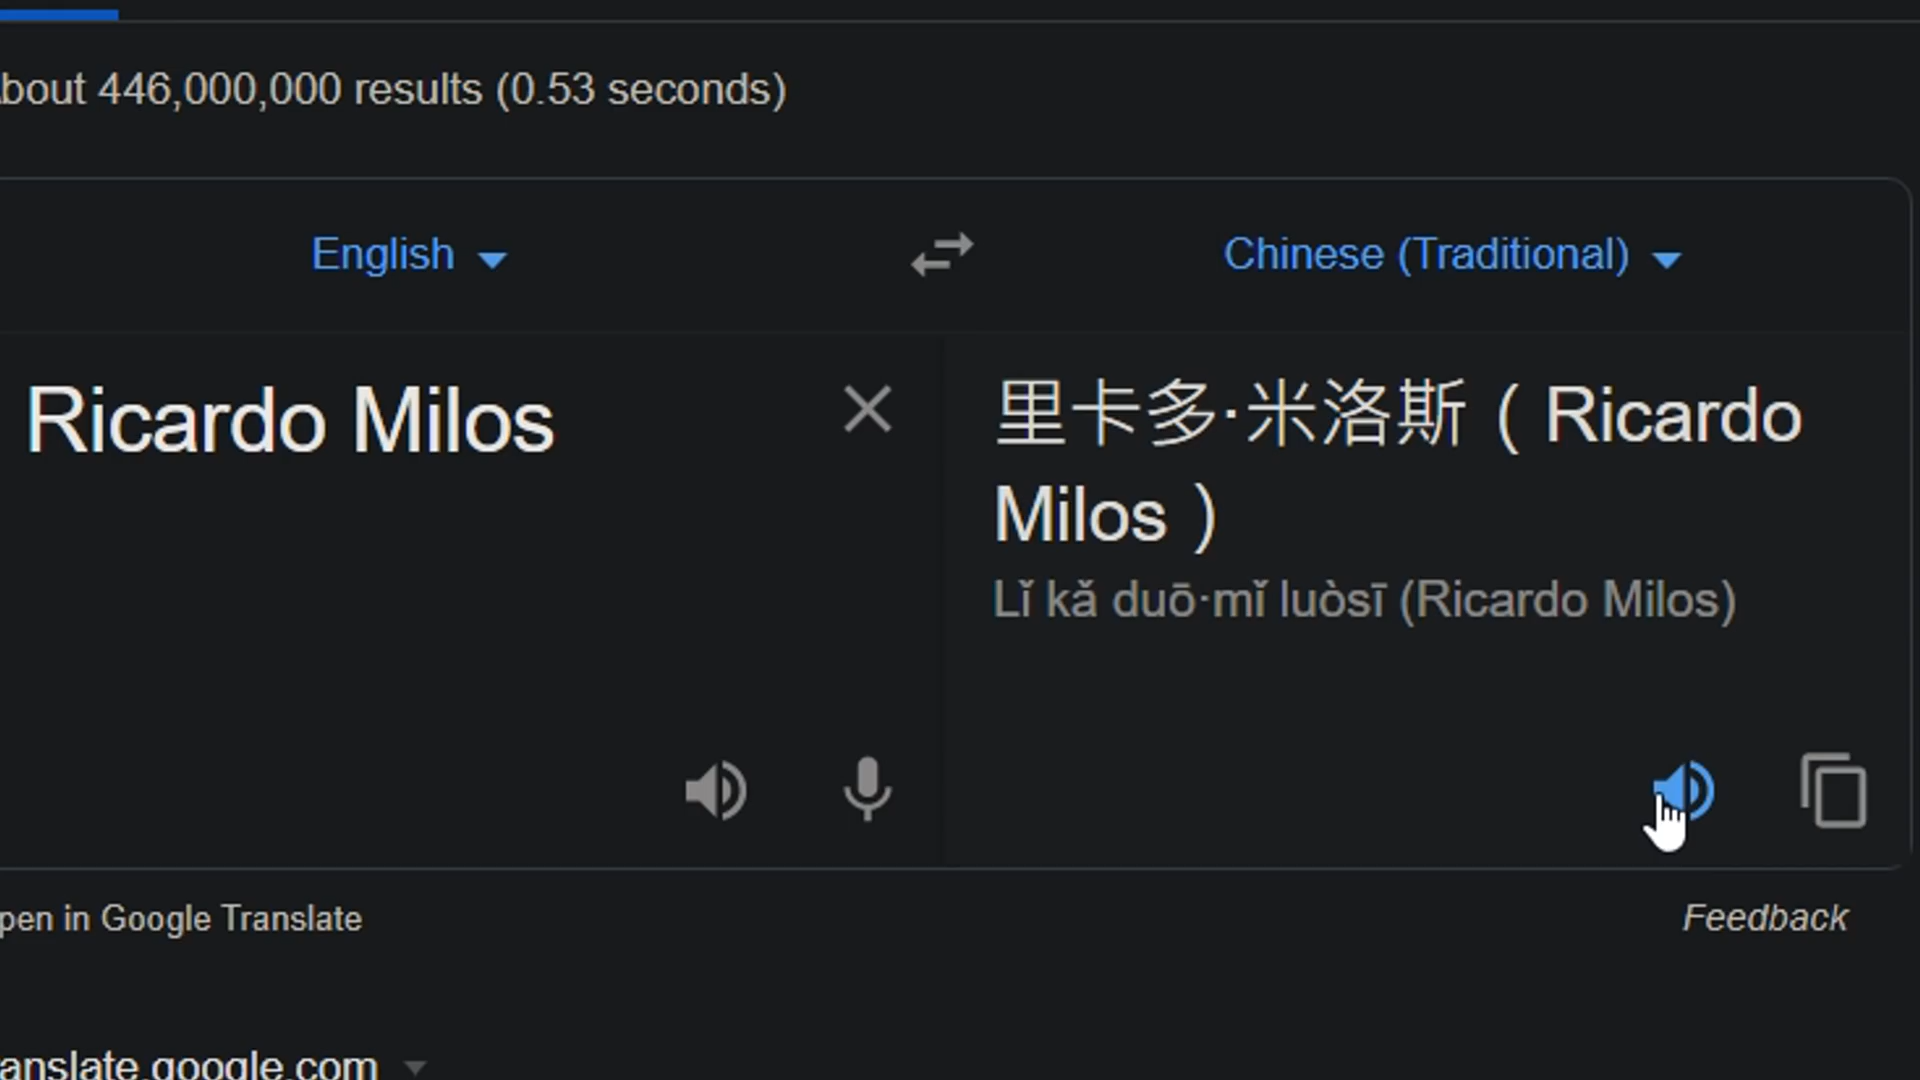 bout 446,000,000 results (0.53 seconds)
English
Chinese (Traditional)
Ricardo Milos
里卡多·米洛斯（Ricardo
Milos）
Lǐ kǎ duō·mǐ luòsī (Ricardo Milos)
pen in Google Translate
Feedback
anslate.google.com